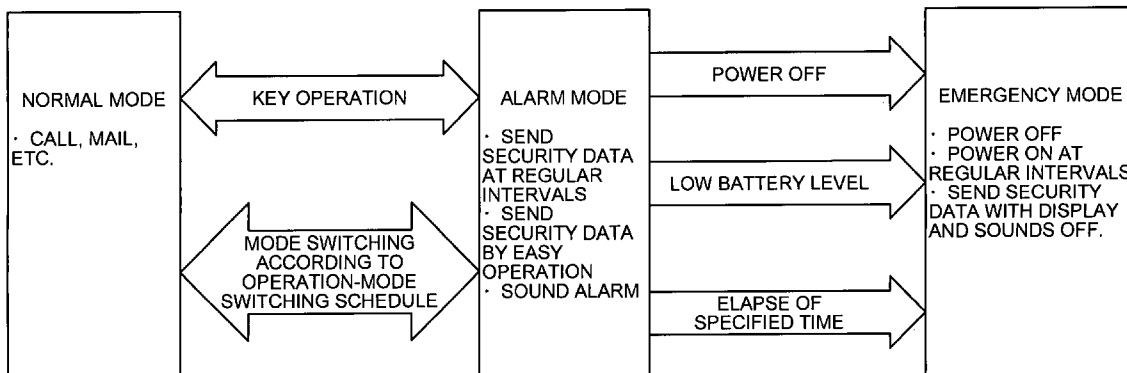 NORMAL MODE
· CALL, MAIL,
ETC.
KEY OPERATION
MODE SWITCHING
ACCORDING TO
OPERATION-MODE
SWITCHING SCHEDULE
ALARM MODE
· SEND
SECURITY DATA
AT REGULAR
INTERVALS
· SEND
SECURITY DATA
BY EASY
OPERATION
· SOUND ALARM
POWER OFF
LOW BATTERY LEVEL
ELAPSE OF
SPECIFIED TIME
EMERGENCY MODE
· POWER OFF
· POWER ON AT
REGULAR INTERVALS
· SEND SECURITY
DATA WITH DISPLAY
AND SOUNDS OFF.